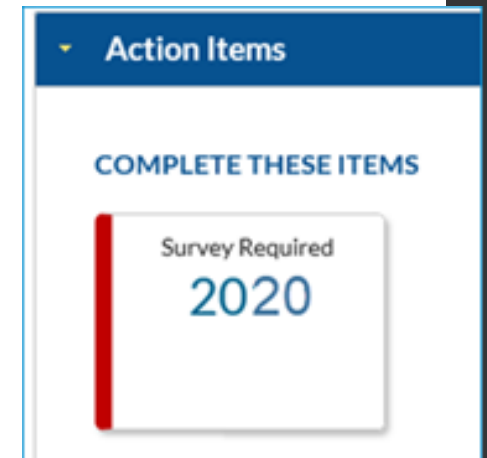 Action Items
COMPLETE THESE ITEMS
Survey Required
2020